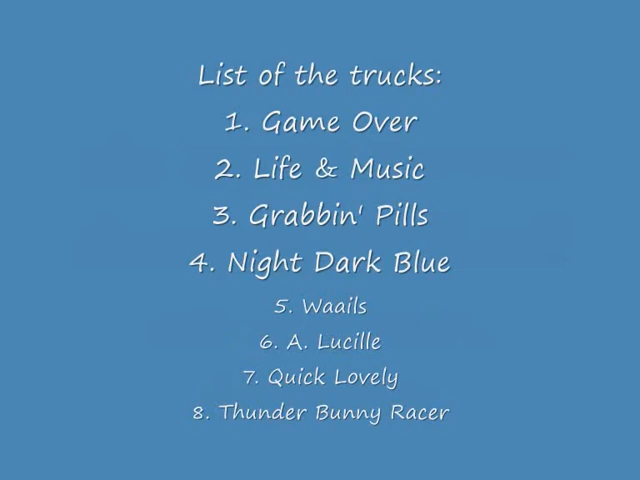 List of the trucks:
1. Game Over
2. Life & Music
3. Grabbin' Pills
4. Night Dark Blue
5. Waails
6. A. Lucille
7. Quick Lovely
8. Thunder Bunny Racer